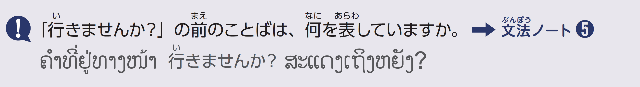 ! 「行きませんか？」の前のことばは、何を表していますか。 ➡ 文法ノート 5
ຄຳທີ່ຢູ່ທາງໜ້າ 行きませんか? ສະແດງເຖິງຫຍັງ?